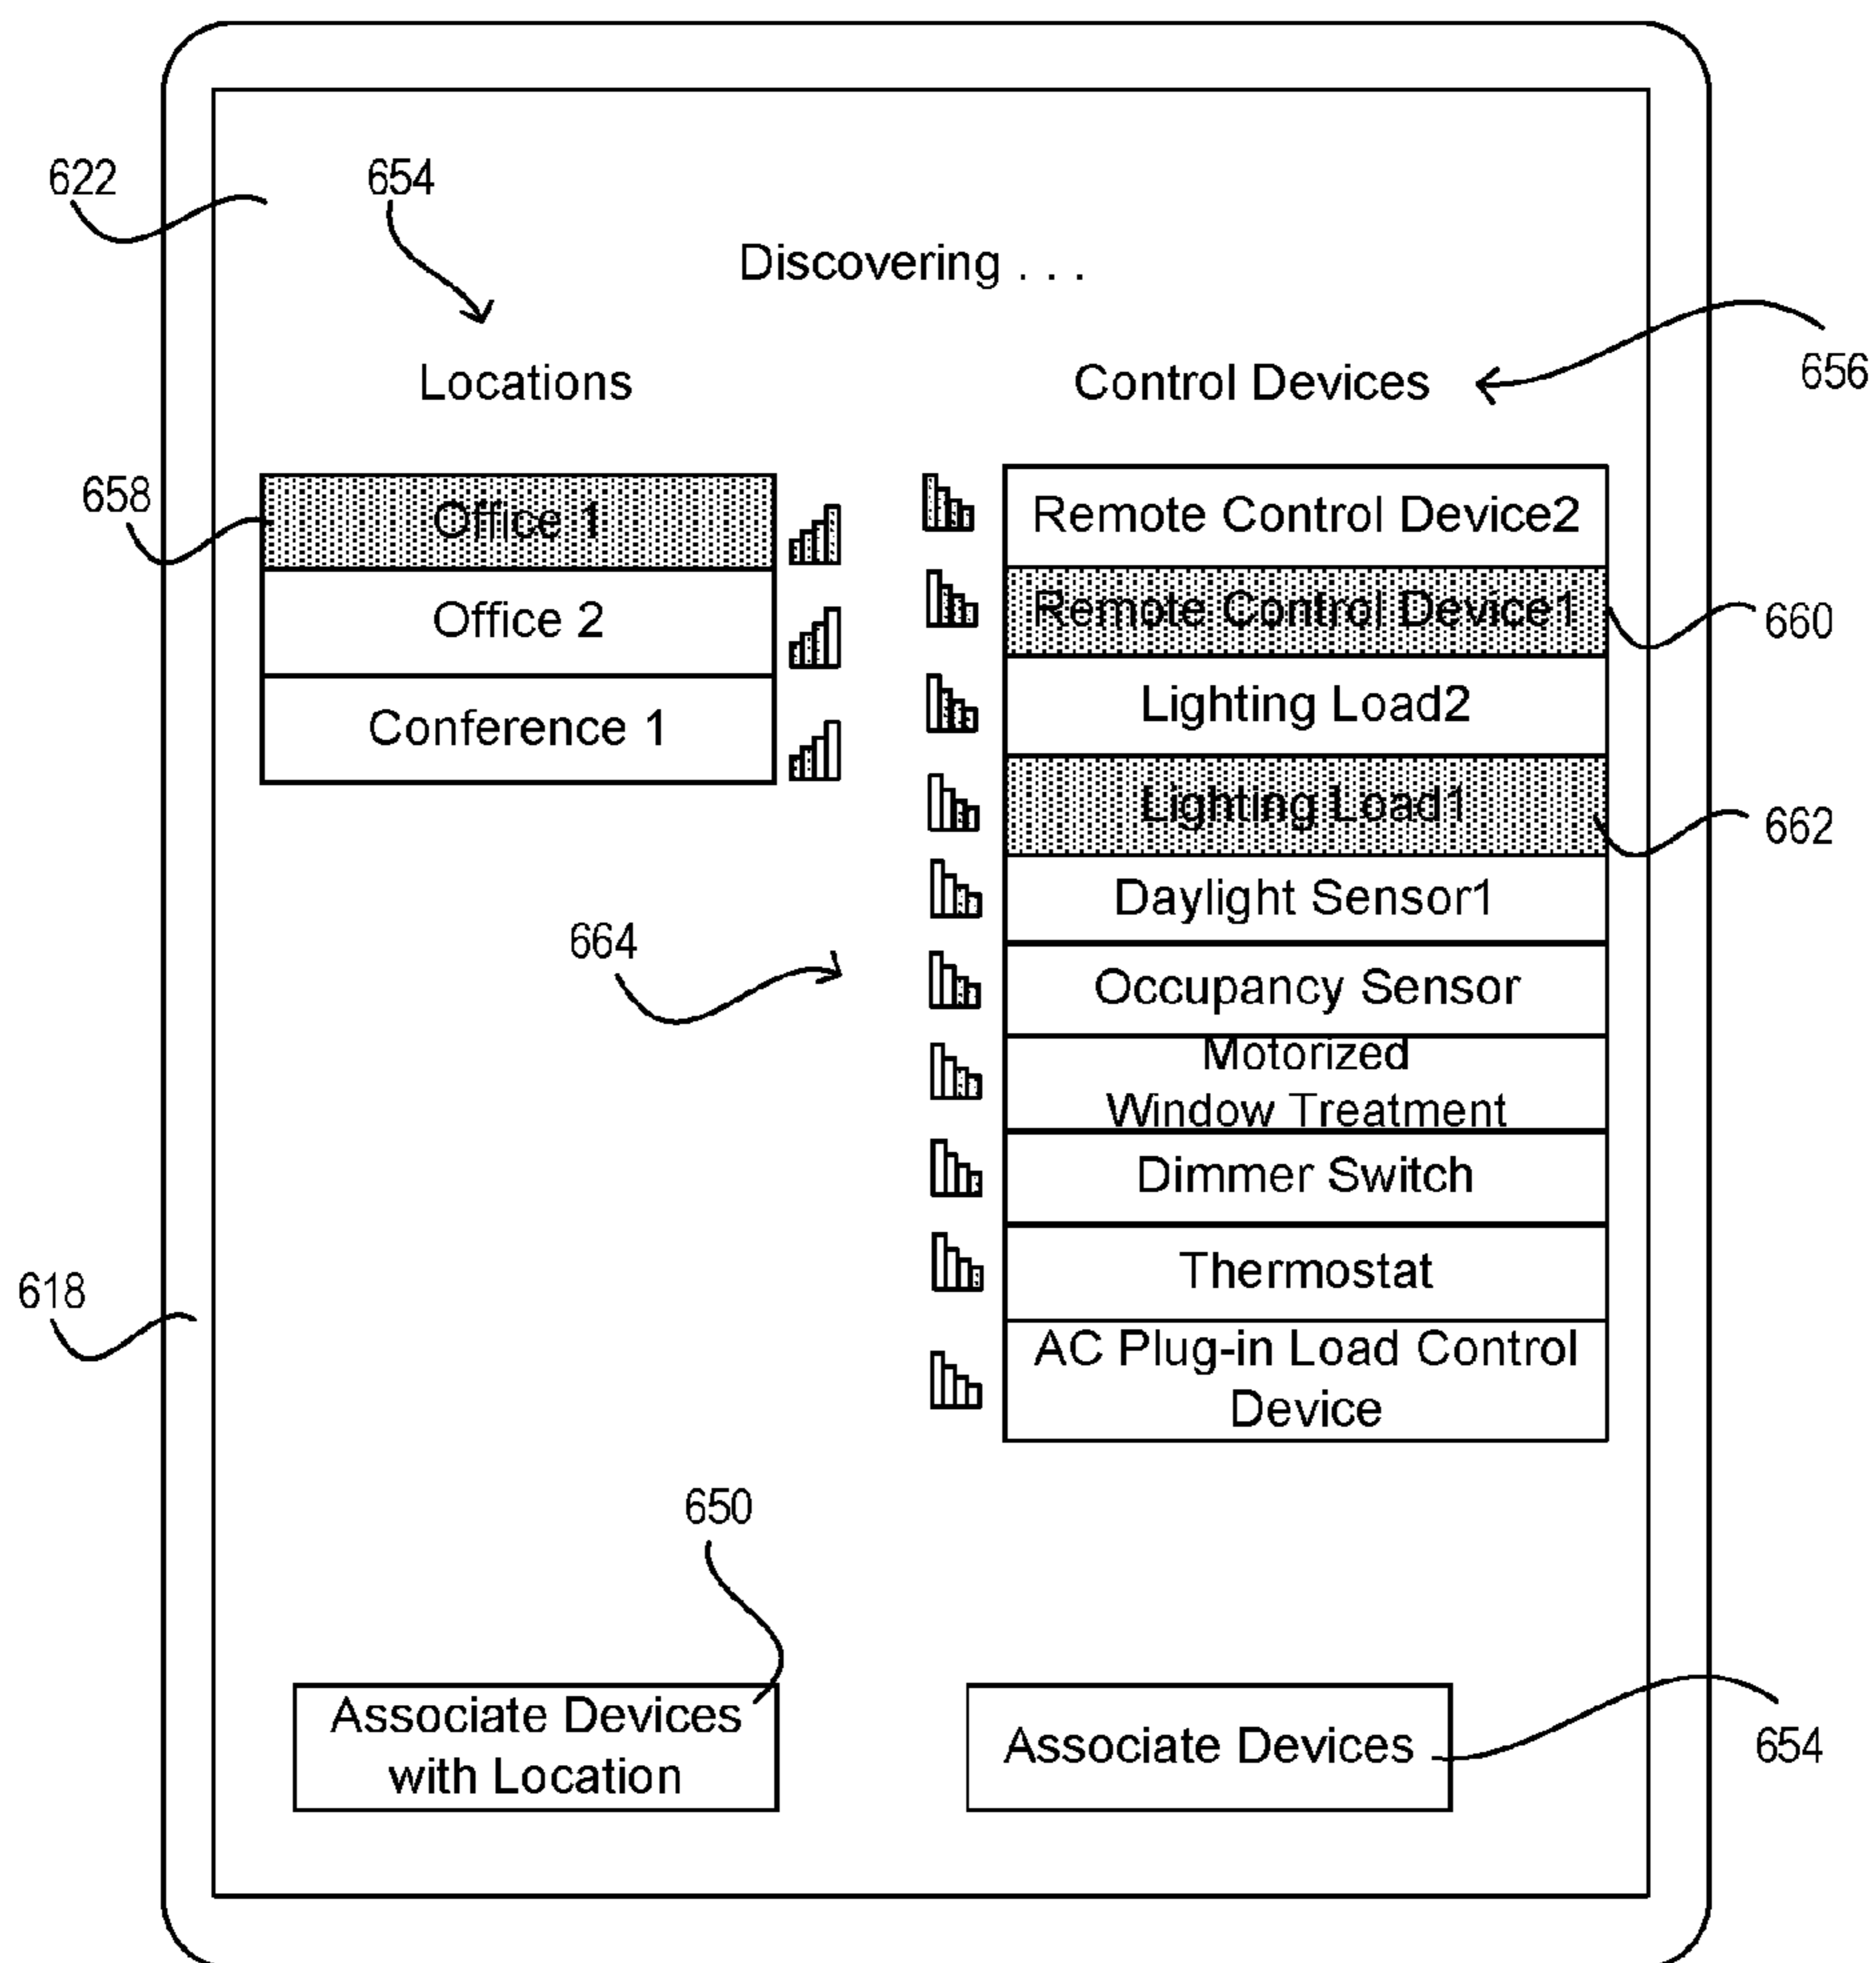 622
654
Discovering . . .
Locations
Control Devices
656
658
Office 1
Office 2
Conference 1
Remote Control Device2
Remote Control Device1
660
Lighting Load2
Lighting Load1
662
Daylight Sensor1
664
Occupancy Sensor
Motorized
Window Treatment
Dimmer Switch
Thermostat
618
AC Plug-in Load Control
Device
650
Associate Devices
with Location
Associate Devices
654